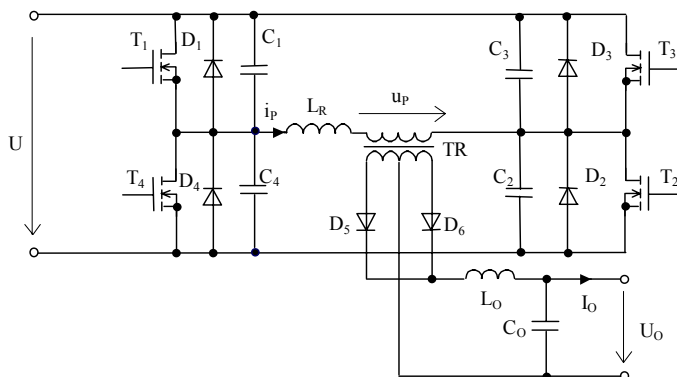 T1 D1 C1 C3 D3 T3
iP LR uP
U TR
T4 D4 C4 C2 D2 T2
D5 D6
LO IO
CO UO